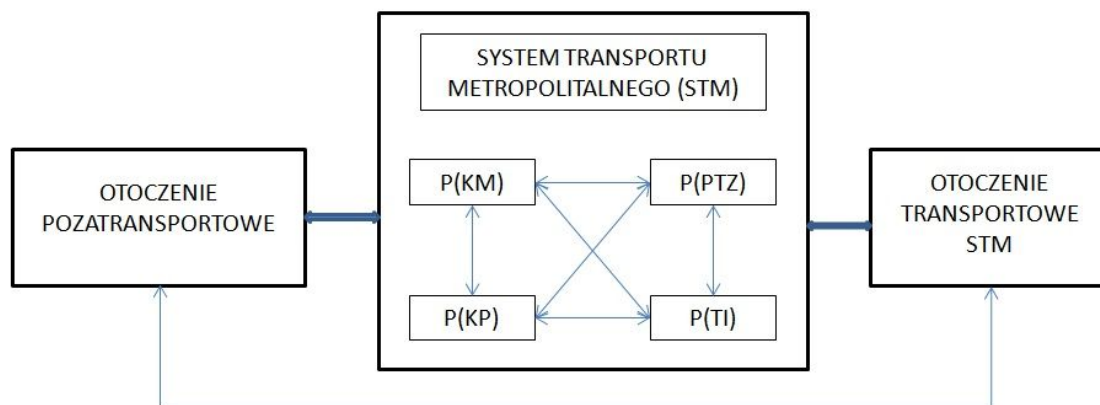 SYSTEM TRANSPORTU
METROPOLITALNEGO (STM)
OTOCZENIE
POZATRANSPORTOWE
P(KM)
P(PTZ)
P(KP)
P(TI)
OTOCZENIE
TRANSPORTOWE
STM